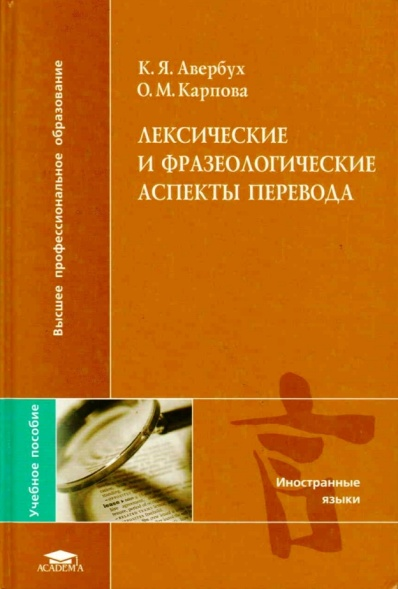 К. Я. Авербух
О. М. Карпова
ЛЕКСИЧЕСКИЕ
И ФРАЗЕОЛОГИЧЕСКИЕ
АСПЕКТЫ ПЕРЕВОДА
Высшее профессиональное образование
Учебное пособие
Иностранные
языки
ACADEMA